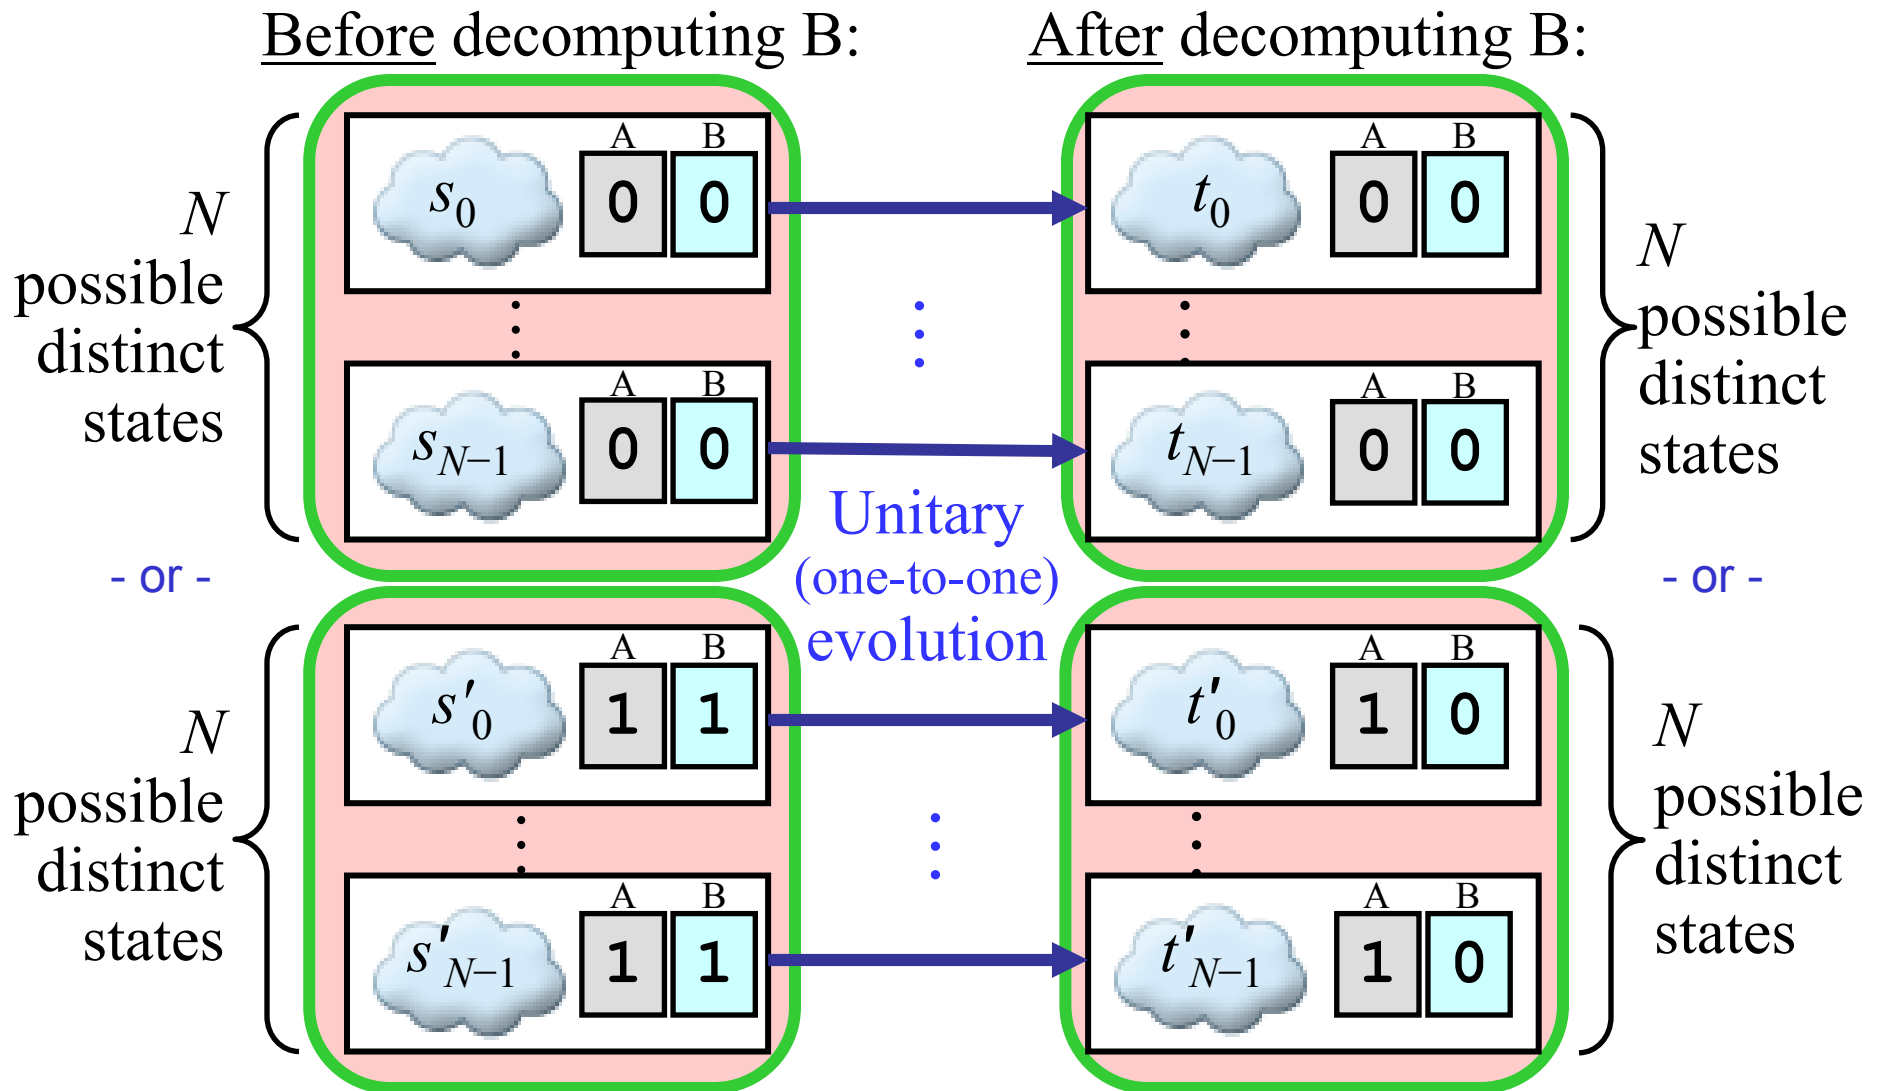 Before decomputing B:
After decomputing B:
N
possible
distinct
states
A B
s0 0 0
A B
t0 0 0
N
possible
distinct
states
A B
sN−1 0 0
A B
tN−1 0 0
Unitary
(one-to-one)
evolution
- or -
- or -
N
possible
distinct
states
A B
s'0 1 1
A B
t'0 1 0
N
possible
distinct
states
A B
s'N−1 1 1
A B
t'N−1 1 0